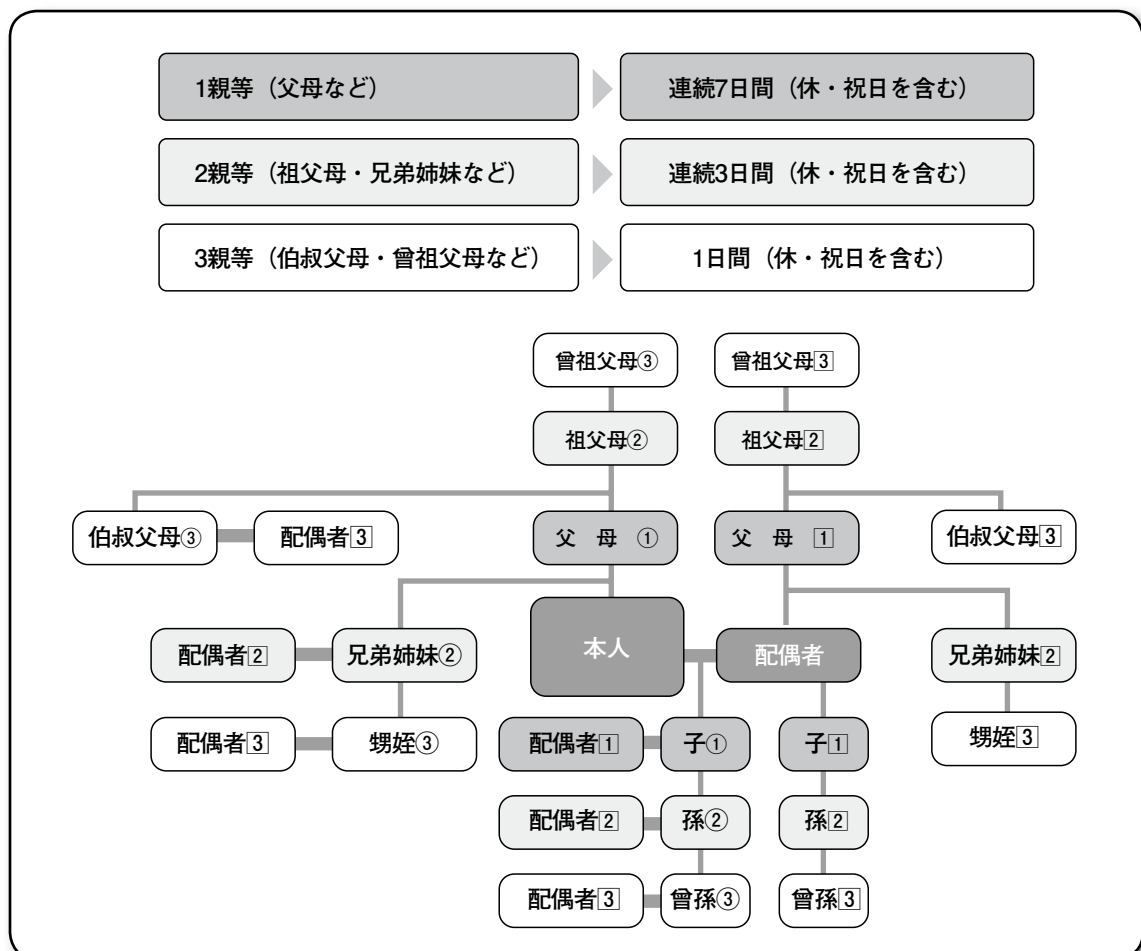 1親等（父母など） 連続7日間（休・祝日を含む）
2親等（祖父母・兄弟姉妹など） 連続3日間（休・祝日を含む）
3親等（伯叔父母・曾祖父母など） 1日間（休・祝日を含む）
曾祖父母③ 曾祖父母3
祖父母② 祖父母2
伯叔父母③ 配偶者3 父母① 父母1 伯叔父母3
配偶者2 兄弟姉妹② 本人 配偶者 兄弟姉妹2
配偶者3 甥姪③ 配偶者1 子① 子1 甥姪3
配偶者2 孫② 孫2
配偶者3 曾孫③ 曾孫3